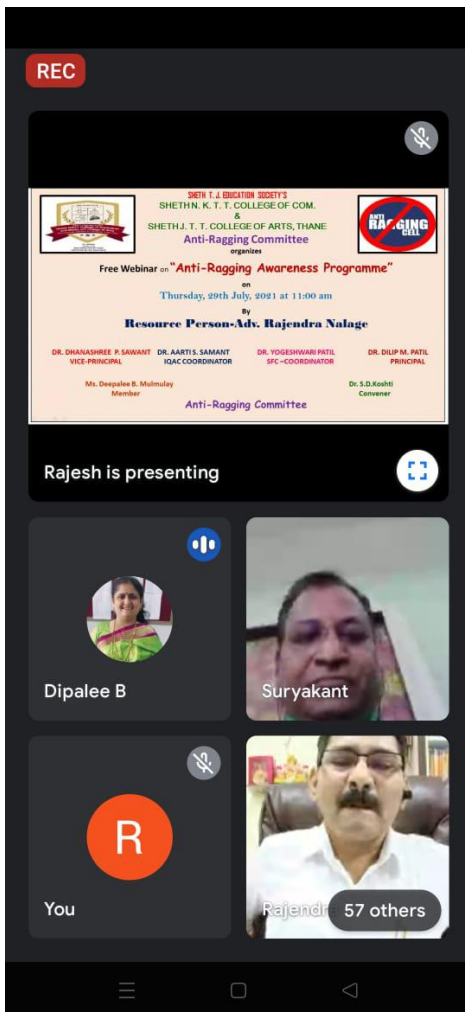 REC
SHETH T. J. EDUCATION SOCIETY'S
SHETH N. K. T. T. COLLEGE OF COM.
&
SHETH J. T. T. COLLEGE OF ARTS, THANE
Anti-Ragging Committee
organizes
ANTI
RAGGING
CELL
Free Webinar on "Anti-Ragging Awareness Programme"
on
Thursday, 29th July, 2021 at 11:00 am
By
Resource Person-Adv. Rajendra Nalage
DR. DHANASHREE P. SAWANT DR. AARTI S. SAMANT DR. YOGESHWARI PATIL DR. DILIP M. PATIL
VICE-PRINCIPAL IQAC COORDINATOR SFC -COORDINATOR PRINCIPAL
Ms. Deepalee B. Mulmulay Dr. S.D.Koshti
Member Convener
Anti-Ragging Committee
Rajesh is presenting
Dipalee B
Suryakant
R
You
Rajendra
57 others